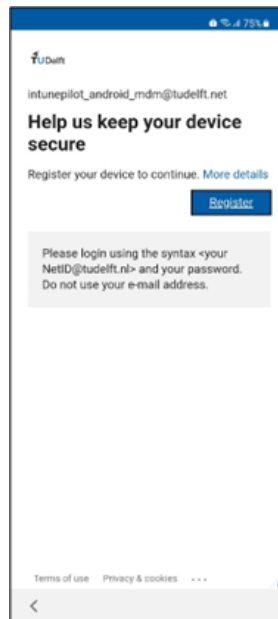 75%
TU Delft
intunepilot_android_mdm@tudelft.net
Help us keep your device
secure
Register your device to continue. More details
Register
Please login using the syntax <your
NetID@tudelft.nl> and your password.
Do not use your e-mail address.
Terms of use Privacy & cookies ...